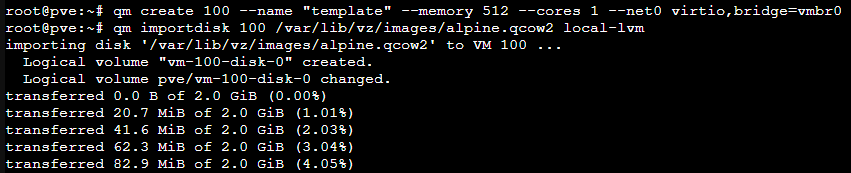 root@pve:~# qm create 100 --name "template" --memory 512 --cores 1 --net0 virtio,bridge=vmbr0
root@pve:~# qm importdisk 100 /var/lib/vz/images/alpine.qcow2 local-lvm
importing disk '/var/lib/vz/images/alpine.qcow2' to VM 100 ...
  Logical volume "vm-100-disk-0" created.
  Logical volume pve/vm-100-disk-0 changed.
transferred 0.0 B of 2.0 GiB (0.00%)
transferred 20.7 MiB of 2.0 GiB (1.01%)
transferred 41.6 MiB of 2.0 GiB (2.03%)
transferred 62.3 MiB of 2.0 GiB (3.04%)
transferred 82.9 MiB of 2.0 GiB (4.05%)